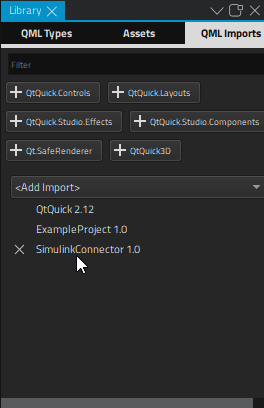 Library
QML Types Assets QML Imports
Filter
QtQuick.Controls QtQuick.Layouts
QtQuick.Studio.Effects QtQuick.Studio.Components
Qt.SafeRenderer QtQuick3D
<Add Import>
QtQuick 2.12
ExampleProject 1.0
SimulinkConnector 1.0